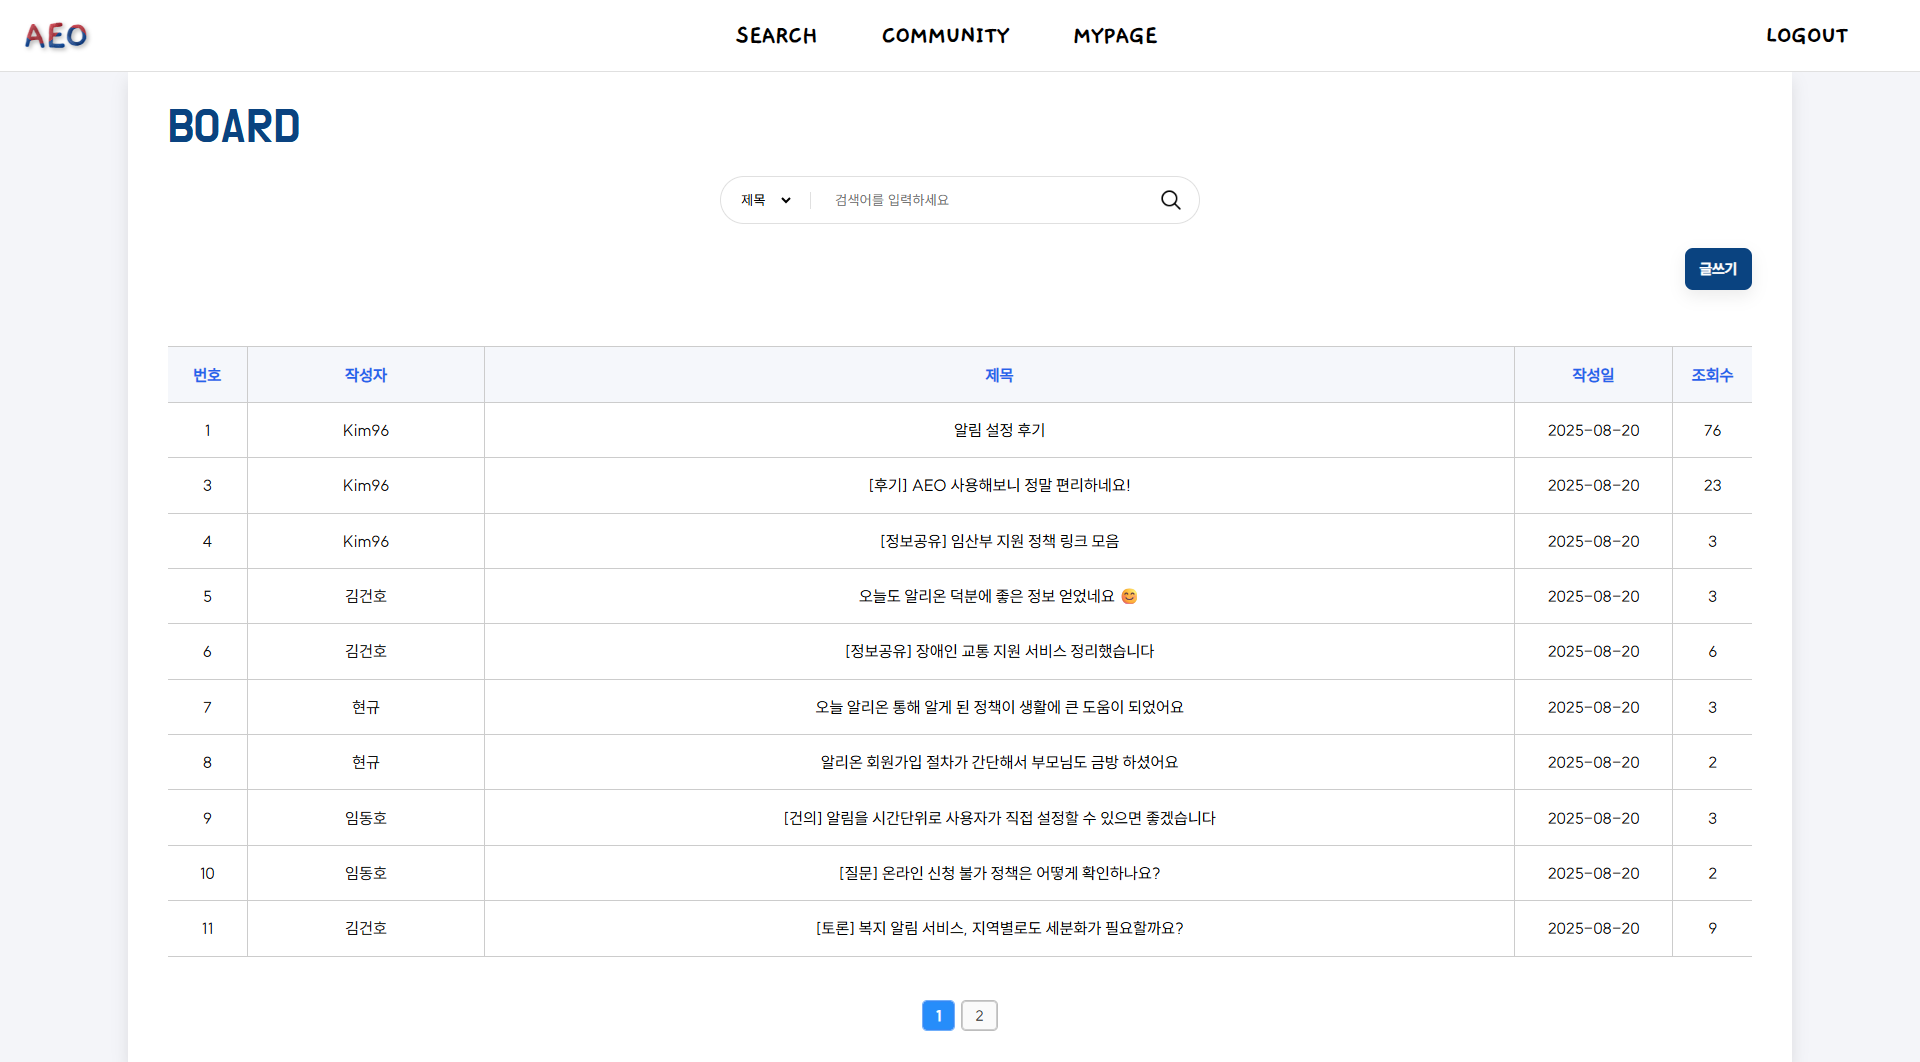 AEO SEARCH COMMUNITY MYPAGE LOGOUT
BOARD
제목 검색어를 입력하세요
글쓰기
번호 작성자 제목 작성일 조회수
1 Kim96 알림 설정 후기 2025-08-20 76
3 Kim96 [후기] AEO 사용해보니 정말 편리하네요! 2025-08-20 23
4 Kim96 [정보공유] 임산부 지원 정책 링크 모음 2025-08-20 3
5 김건호 오늘도 알리온 덕분에 좋은 정보 얻었네요 😊 2025-08-20 3
6 김건호 [정보공유] 장애인 교통 지원 서비스 정리했습니다 2025-08-20 6
7 현규 오늘 알리온 통해 알게 된 정책이 생활에 큰 도움이 되었어요 2025-08-20 3
8 현규 알리온 회원가입 절차가 간단해서 부모님도 금방 하셨어요 2025-08-20 2
9 임동호 [건의] 알림을 시간단위로 사용자가 직접 설정할 수 있으면 좋겠습니다 2025-08-20 3
10 임동호 [질문] 온라인 신청 불가 정책은 어떻게 확인하나요? 2025-08-20 2
11 김건호 [토론] 복지 알림 서비스, 지역별로도 세분화가 필요할까요? 2025-08-20 9
1 2